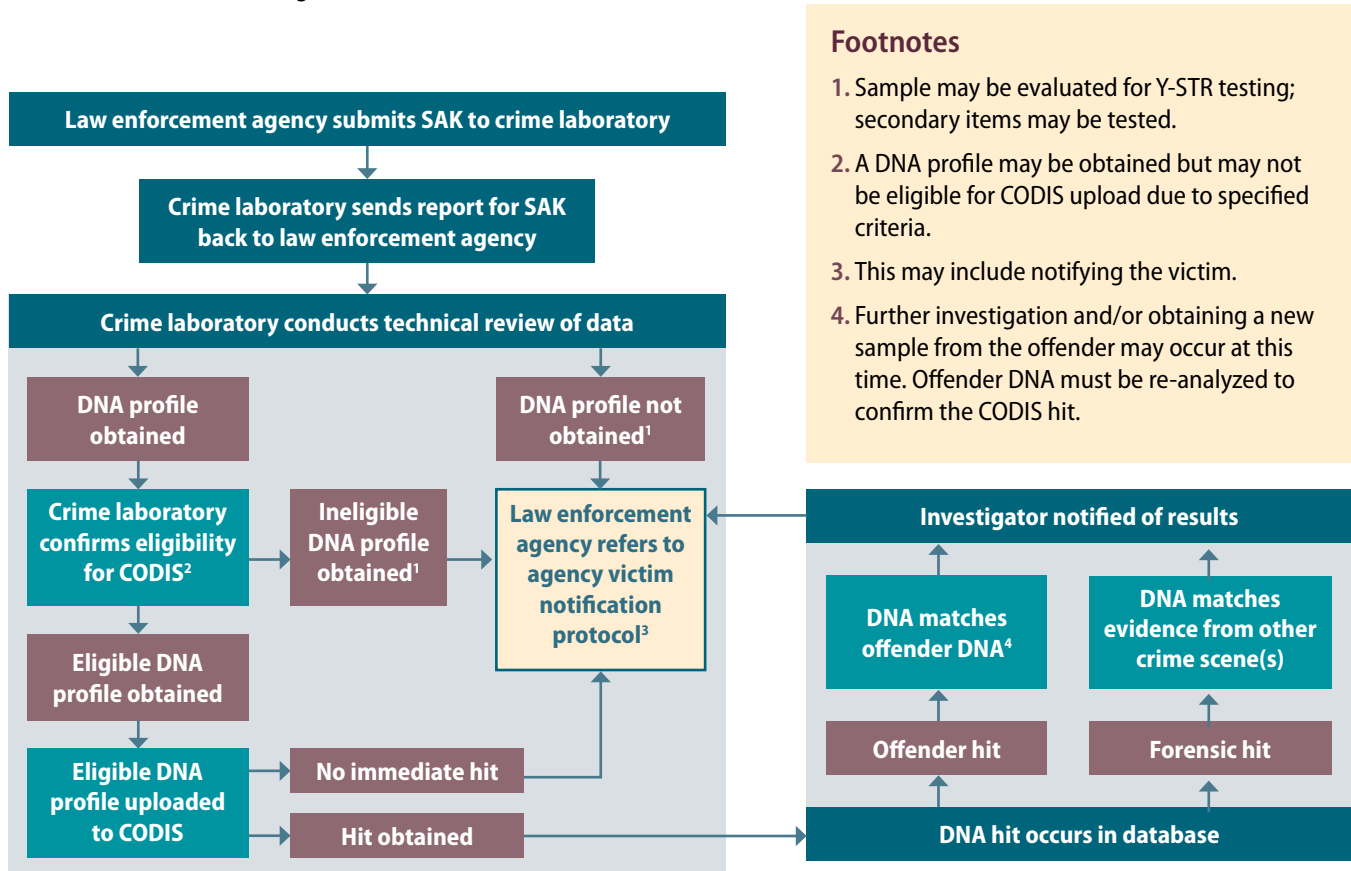 Law enforcement agency submits SAK to crime laboratory
Crime laboratory sends report for SAK
back to law enforcement agency
Crime laboratory conducts technical review of data
DNA profile
obtained
DNA profile not
obtained1
Crime laboratory
confirms eligibility
for CODIS2
Ineligible
DNA profile
obtained1
Law enforcement
agency refers to
agency victim
notification
protocol3
Eligible DNA
profile obtained
Eligible DNA
profile uploaded
to CODIS
No immediate hit
Hit obtained
Footnotes
1. Sample may be evaluated for Y-STR testing;
secondary items may be tested.
2. A DNA profile may be obtained but may not
be eligible for CODIS upload due to specified
criteria.
3. This may include notifying the victim.
4. Further investigation and/or obtaining a new
sample from the offender may occur at this
time. Offender DNA must be re-analyzed to
confirm the CODIS hit.
Investigator notified of results
DNA matches
offender DNA4
DNA matches
evidence from other
crime scene(s)
Offender hit
Forensic hit
DNA hit occurs in database